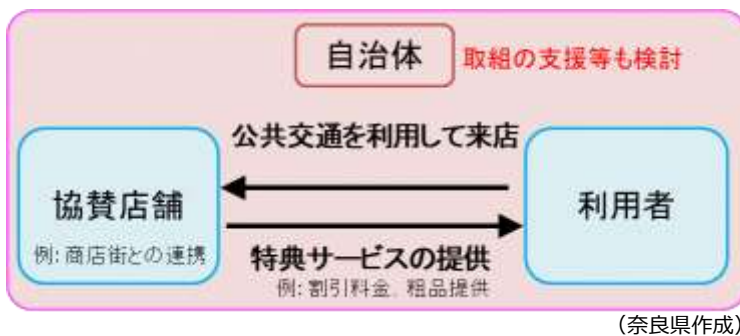 自治体 取組の支援等も検討
公共交通を利用して来店
協賛店舗
例:商店街との連携
利用者
特典サービスの提供
例:割引料金、粗品提供
(奈良県作成)